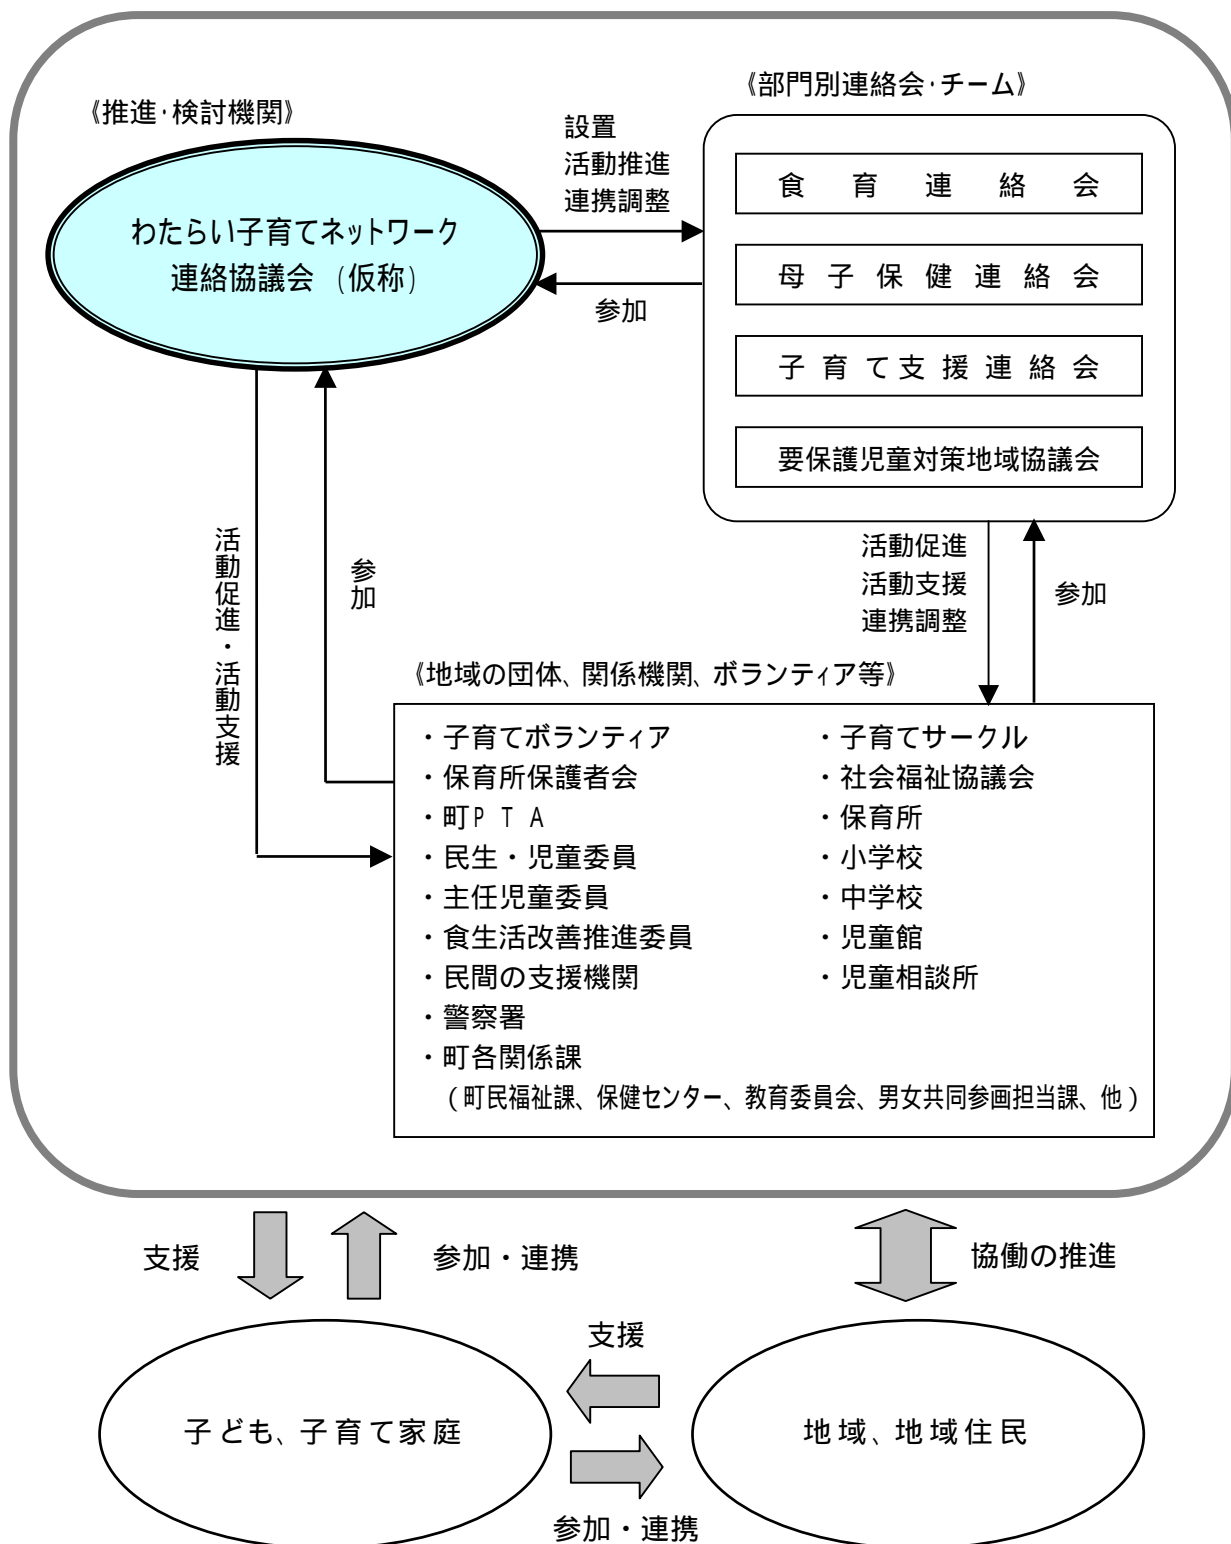 《部門別連絡会・チーム》
《推進・検討機関》
設置
活動推進
連携調整
食育連絡会
わたらい子育てネットワーク
連絡協議会（仮称）
母子保健連絡会
参加
子育て支援連絡会
要保護児童対策地域協議会
活動促進・活動支援
参加
活動促進
活動支援
連携調整
参加
《地域の団体、関係機関、ボランティア等》
・子育てボランティア
・保育所保護者会
・町ＰＴＡ
・民生・児童委員
・主任児童委員
・食生活改善推進委員
・民間の支援機関
・警察署
・町各関係課
（町民福祉課、保健センター、教育委員会、男女共同参画担当課、他）
・子育てサークル
・社会福祉協議会
・保育所
・小学校
・中学校
・児童館
・児童相談所
支援
参加・連携
協働の推進
支援
子ども、子育て家庭
地域、地域住民
参加・連携